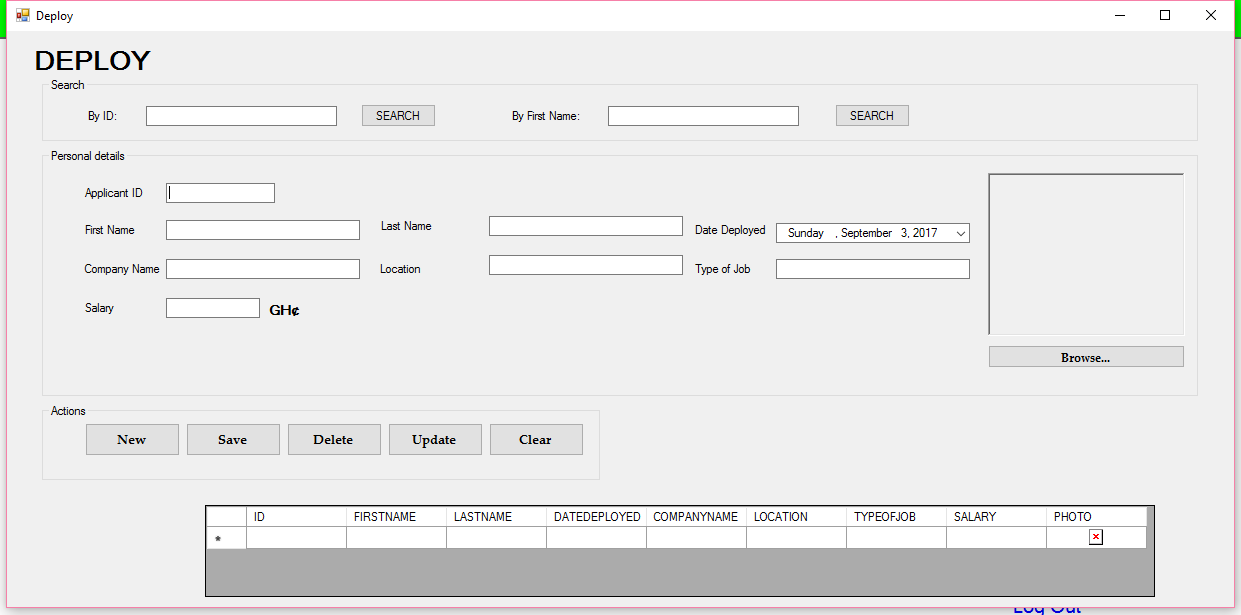 Deploy
DEPLOY
Search
By ID: SEARCH By First Name: SEARCH
Personal details
Applicant ID
First Name Last Name Date Deployed Sunday , September 3, 2017
Company Name Location Type of Job
Salary GH¢
Browse...
Actions
New Save Delete Update Clear
ID FIRSTNAME LASTNAME DATEDEPLOYED COMPANYNAME LOCATION TYPEOFJOB SALARY PHOTO
*
Log Out